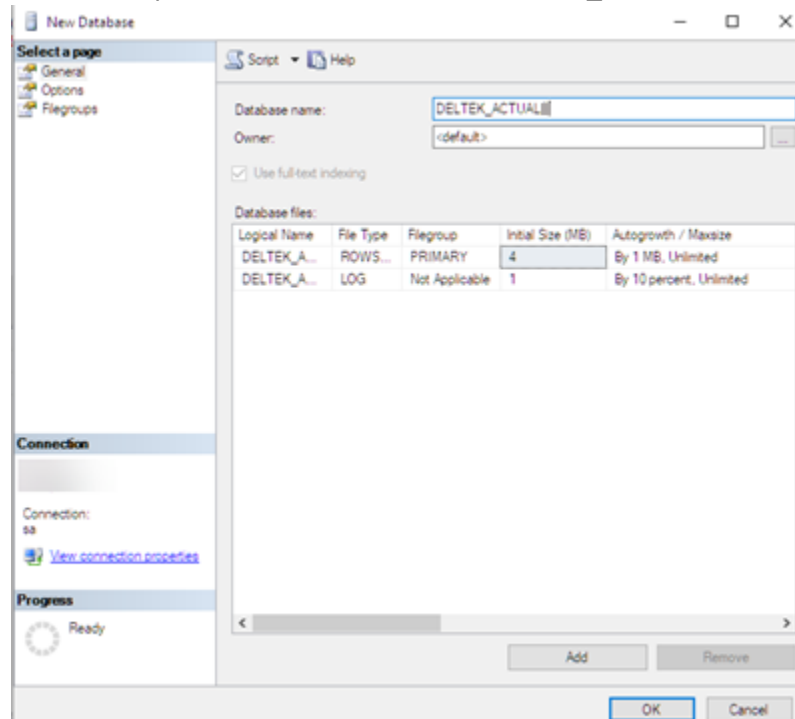 New Database
Select a page
General
Options
Filegroups
Script Help
Database name:
Owner: <default> ...
Use full-text indexing
Database files:
Logical Name File Type Filegroup Initial Size (MB) Autogrowth / Maxsize
DELTEK_A... ROWS... PRIMARY 4 By 1 MB, Unlimited
DELTEK_A... LOG Not Applicable 1 By 10 percent, Unlimited
Connection
Connection:
sa
View connection properties
Progress
Ready
Add Remove
OK Cancel